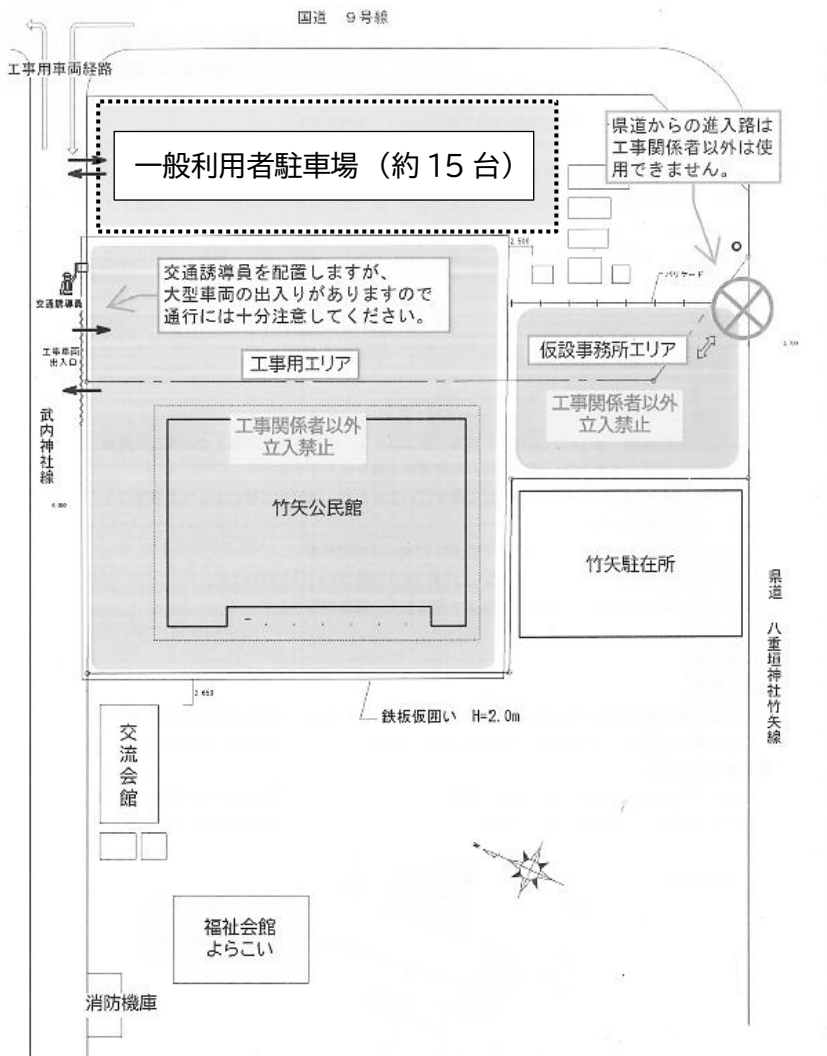 国道 9号線
工事用車両経路
一般利用者駐車場 （約15台）
県道からの進入路は
工事関係者以外は使
用できません。
2.500
交通誘導員を配置しますが、
大型車両の出入りがありますので
通行には十分注意してください。
バリケード
交通誘導員
工事車両
出入口
工事用エリア
仮設事務所エリア
工事関係者以外
立入禁止
工事関係者以外
立入禁止
武内神社線
竹矢公民館
竹矢駐在所
県道 八重垣神社竹矢線
鉄板仮囲い H=2.0m
交流会館
福祉会館
よらこい
消防機庫